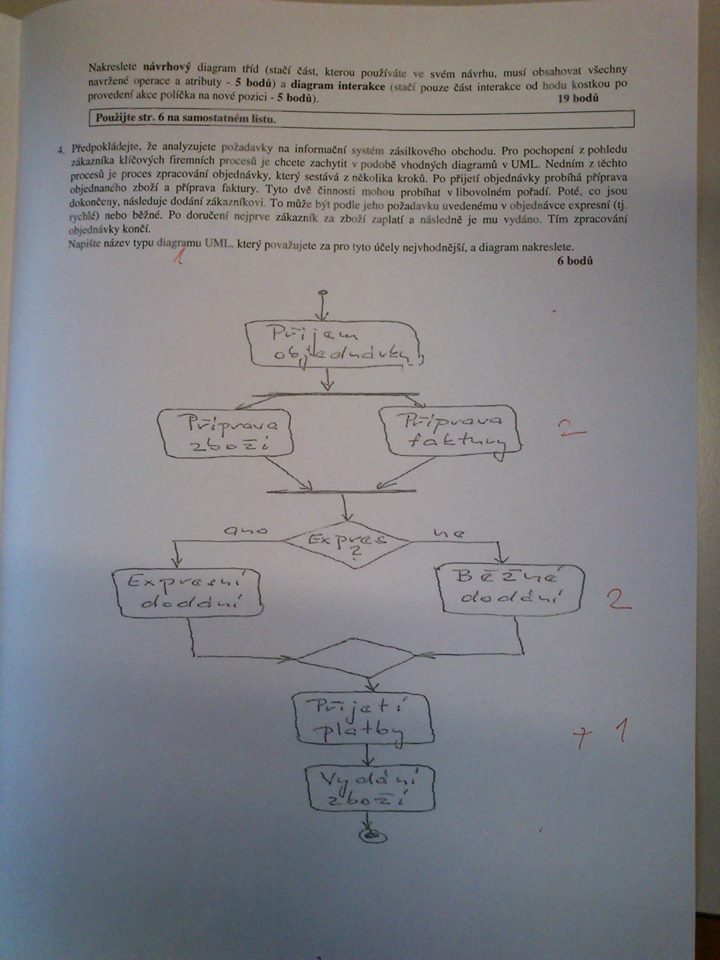 Nakreslete návrhový diagram tříd (stačí část, kterou používáte ve svém návrhu, musí obsahovat všechny
navržené operace a atributy - 5 bodů) a diagram interakce (stačí pouze část interakce od hodu kostkou po
provedení akce políčka na nové pozici - 5 bodů).
19 bodů
Použijte str. 6 na samostatném listu.
4. Předpokládejte, že analyzujete požadavky na informační systém zásilkového obchodu. Pro pochopení z pohledu
zákazníka klíčových firemních procesů je chcete zachytit v podobě vhodných diagramů v UML. Nedním z těchto
procesů je proces zpracování objednávky, který sestává z několika kroků. Po přijetí objednávky probíhá příprava
objednaného zboží a příprava faktury. Tyto dvě činnosti mohou probíhat v libovolném pořadí. Poté, co jsou
dokončeny, následuje dodání zákazníkovi. To může být podle jeho požadavku uvedenému v objednávce expresní (tj.
rychlé) nebo běžné. Po doručení nejprve zákazník za zboží zaplatí a následně je mu vydáno. Tím zpracování
objednávky končí.
Napište název typu diagramu UML, který považujete za pro tyto účely nejvhodnější, a diagram nakreslete.
1
6 bodů
Příjem
objednávky
Příprava
zboží
Příprava
faktury
2
Expres
?
ano
ne
Expresní
dodání
Běžné
dodání
2
Přijetí
platby
+ 1
Vydání
zboží